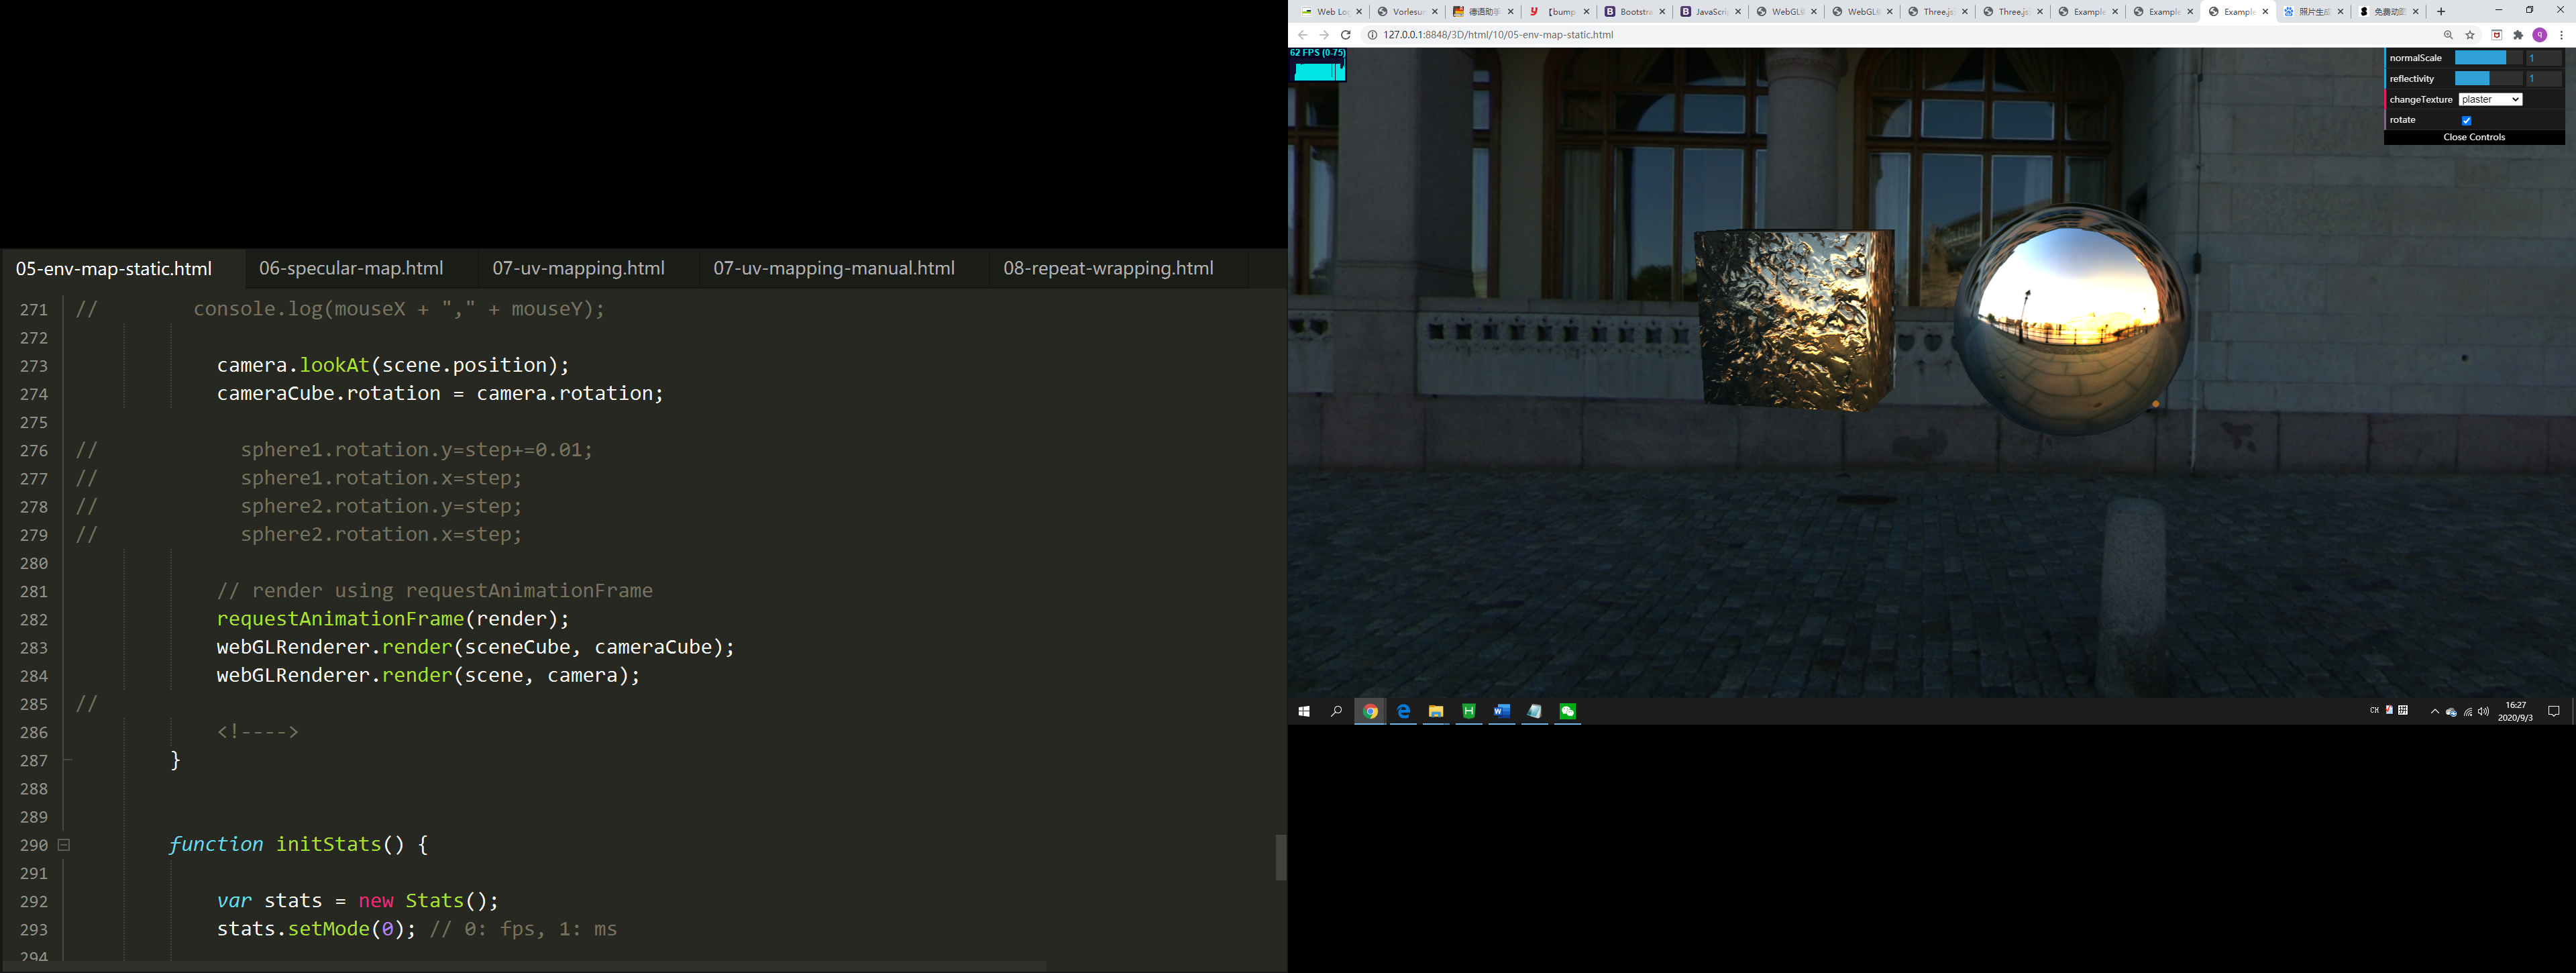 05-env-map-static.html 06-specular-map.html 07-uv-mapping.html 07-uv-mapping-manual.html 08-repeat-wrapping.html
271 // console.log(mouseX + "," + mouseY);
272
273 camera.lookAt(scene.position);
274 cameraCube.rotation = camera.rotation;
275
276 // sphere1.rotation.y=step+=0.01;
277 // sphere1.rotation.x=step;
278 // sphere2.rotation.y=step;
279 // sphere2.rotation.x=step;
280
281 // render using requestAnimationFrame
282 requestAnimationFrame(render);
283 webGLRenderer.render(sceneCube, cameraCube);
284 webGLRenderer.render(scene, camera);
285 //
286 <!---->
287 }
288
289
290 function initStats() {
291
292 var stats = new Stats();
293 stats.setMode(0); // 0: fps, 1: ms
294
Web Log Vorlesun 德语助手 【bump Bootstra JavaScrip WebGL WebGL Three.js Three.js Example Example Example 照片生成 免费动图
127.0.0.1:8848/3D/html/10/05-env-map-static.html
62 FPS (0-75)
normalScale 1
reflectivity 1
changeTexture plaster
rotate
Close Controls
CH
16:27
2020/9/3